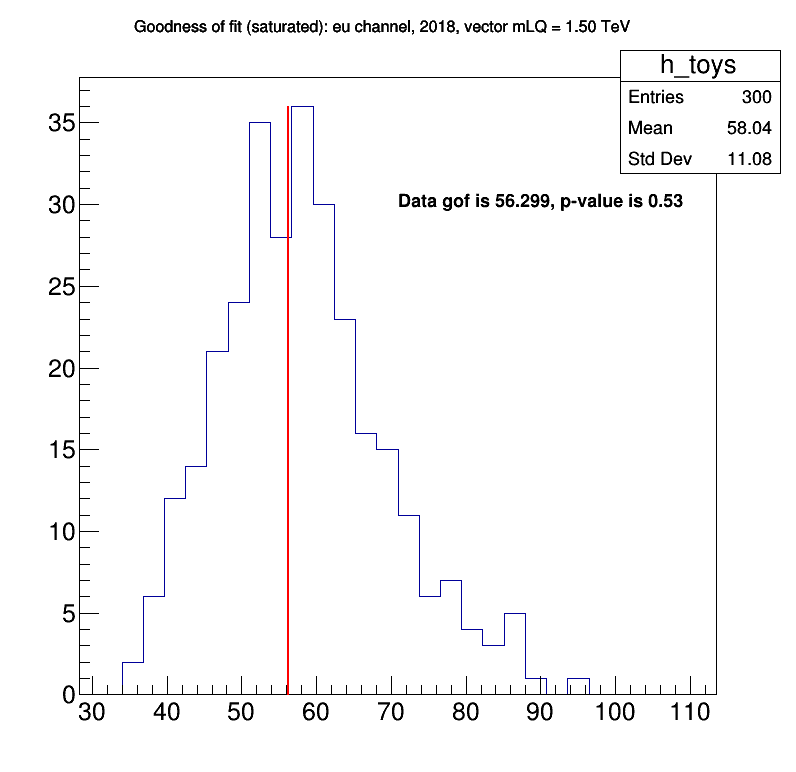 Goodness of fit (saturated): eu channel, 2018, vector mLQ = 1.50 TeV
h_toys
Entries 300
Mean 58.04
Std Dev 11.08
Data gof is 56.299, p-value is 0.53
35
30
25
20
15
10
5
0
30 40 50 60 70 80 90 100 110